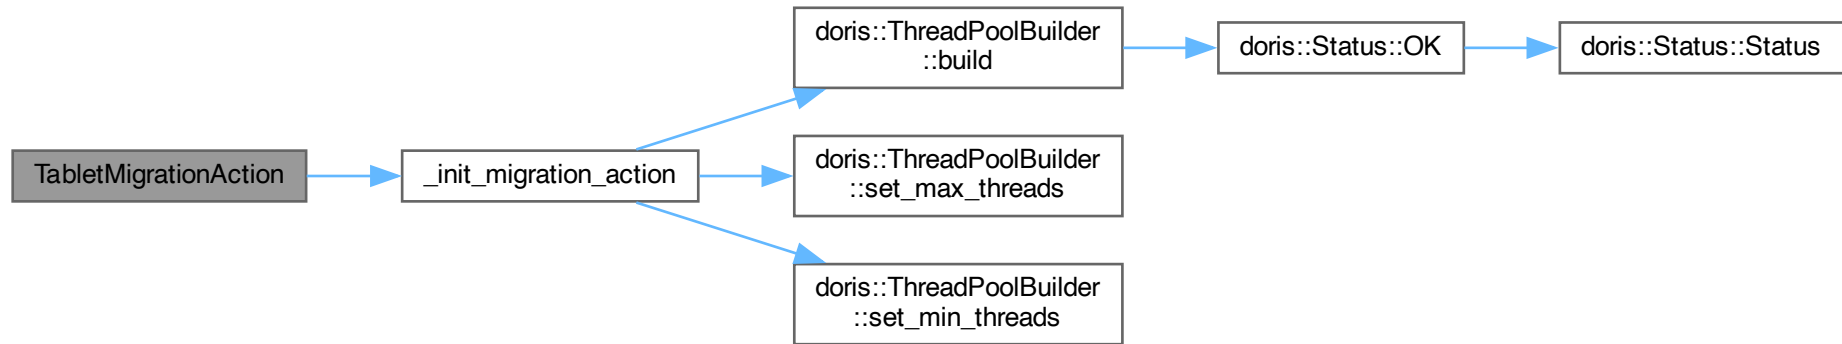 TabletMigrationAction
_init_migration_action
doris::ThreadPoolBuilder
::build
doris::Status::OK
doris::Status::Status
doris::ThreadPoolBuilder
::set_max_threads
doris::ThreadPoolBuilder
::set_min_threads